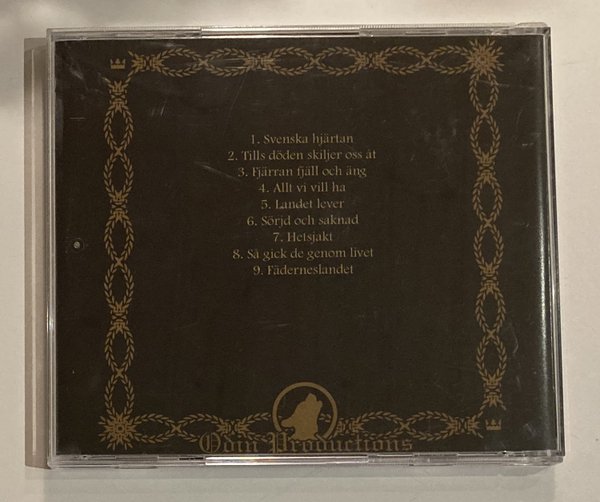 1. Svenska hjärtan
2. Tills döden skiljer oss åt
3. Fjärran fjäll och äng
4. Allt vi vill ha
5. Landet lever
6. Sörjd och saknad
7. Hetsjakt
8. Så gick de genom livet
9. Fäderneslandet
Odin Productions